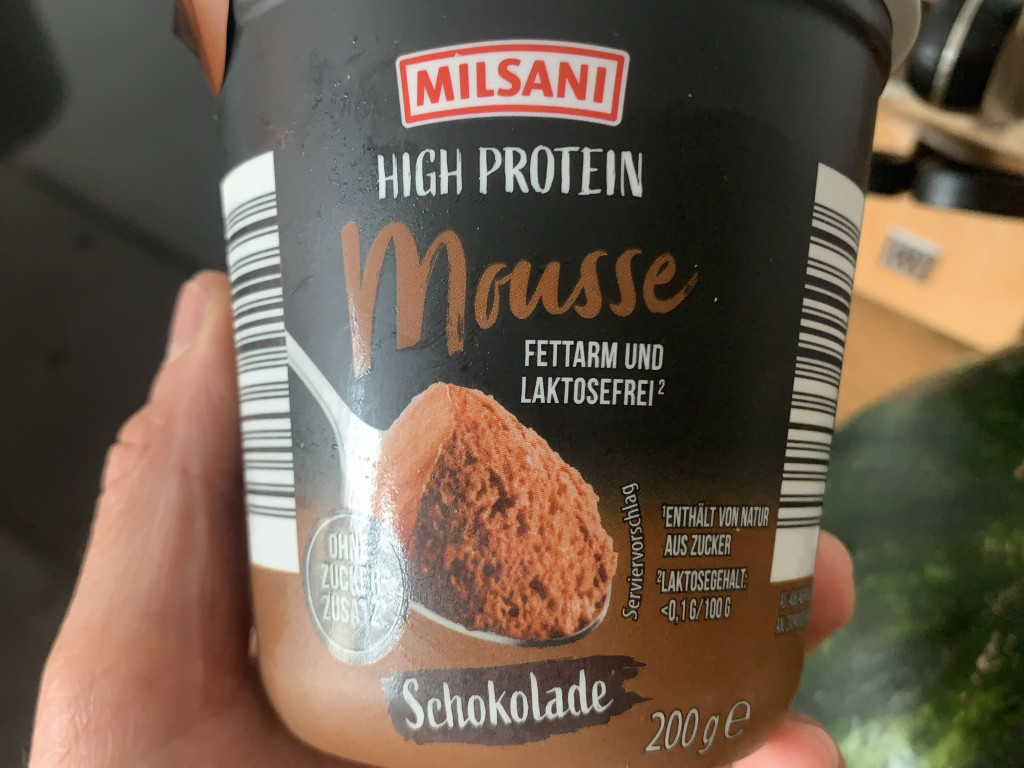 MILSANI
HIGH PROTEIN
Mousse
FETTARM UND
LAKTOSEFREI²
OHNE
ZUCKER-
ZUSATZ
Serviervorschlag
¹ENTHÄLT VON NATUR
AUS ZUCKER
²LAKTOSEGEHALT:
<0,1 G/100 G
Schokolade
200 g e